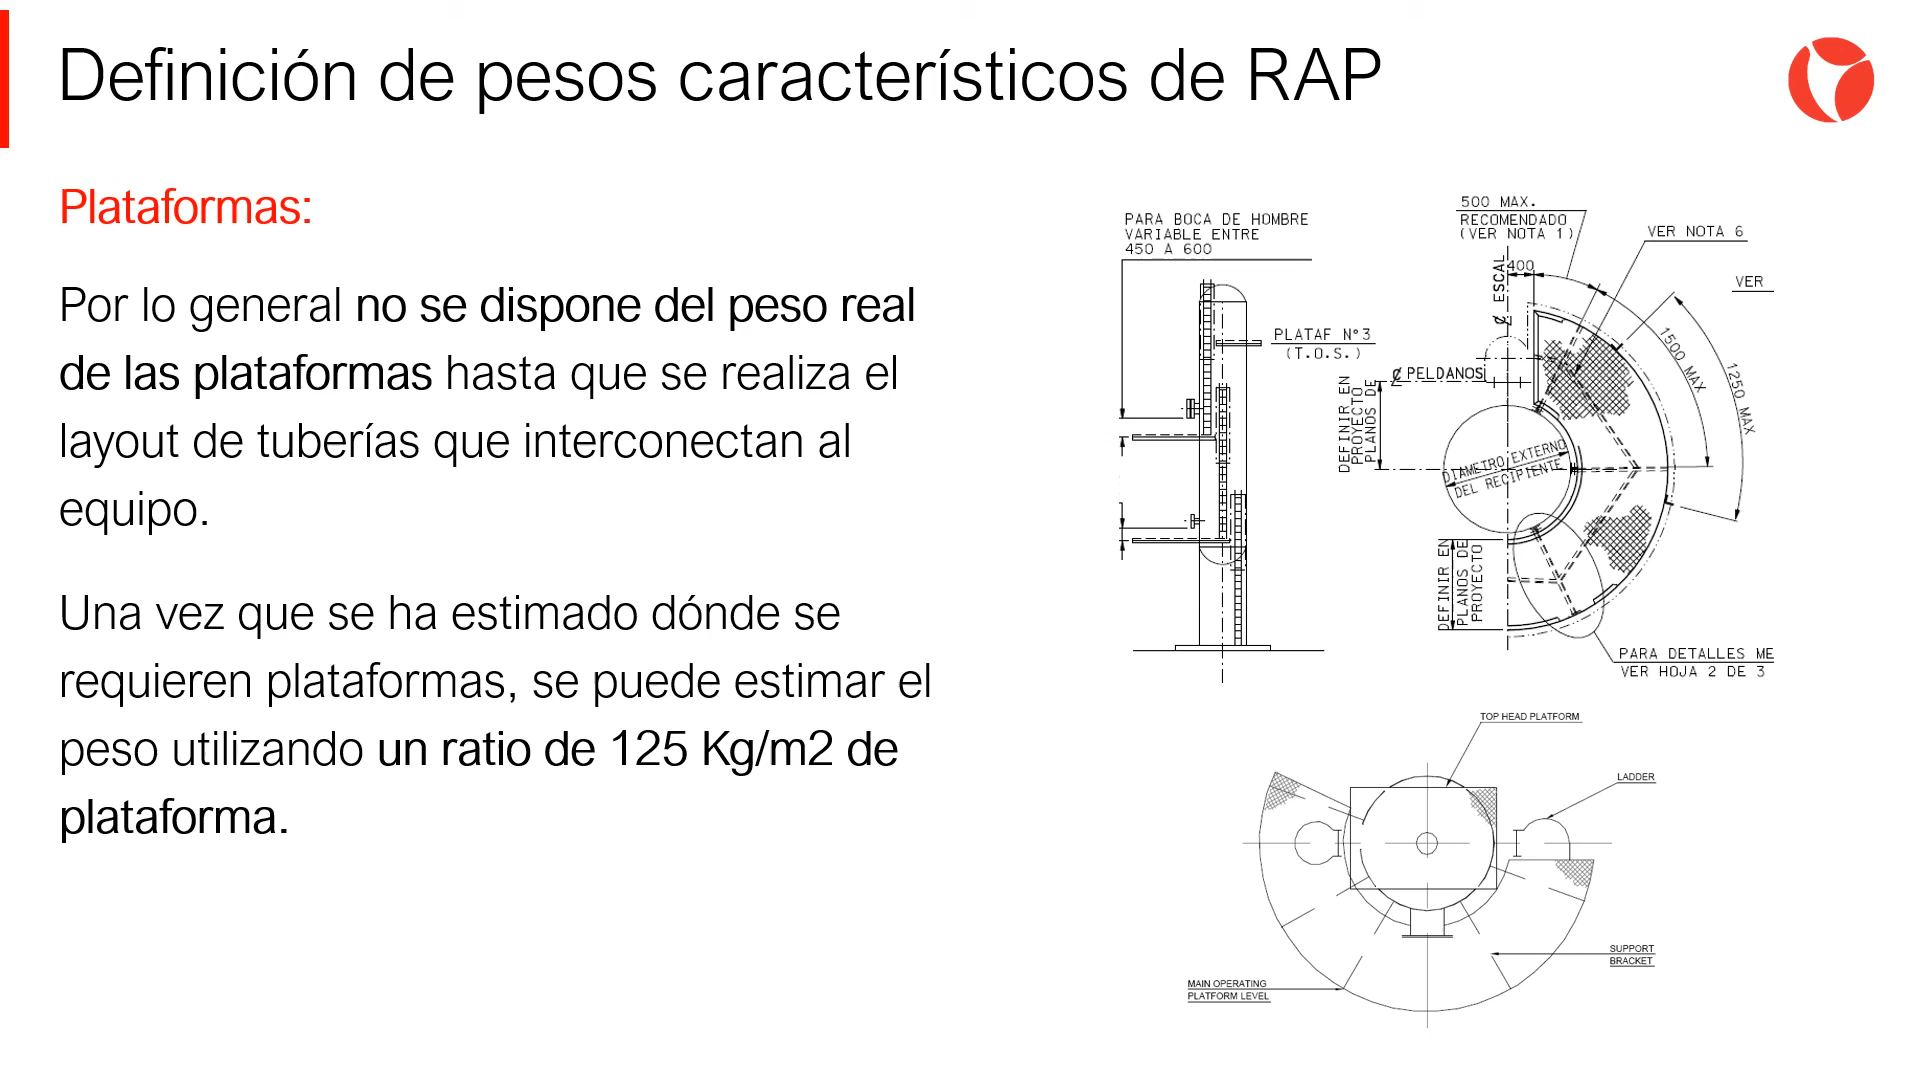 Definición de pesos característicos de RAP
Plataformas:
Por lo general no se dispone del peso real
de las plataformas hasta que se realiza el
layout de tuberías que interconectan al
equipo.
Una vez que se ha estimado dónde se
requieren plataformas, se puede estimar el
peso utilizando un ratio de 125 Kg/m2 de
plataforma.
PARA BOCA DE HOMBRE
VARIABLE ENTRE
450 A 600
PLATAF N°3
(T.O.S.)
500 MAX.
RECOMENDADO
(VER NOTA 1)
VER NOTA 6
VER
400
℄ ESCAL
1500 MAX
1250 MAX
℄ PELDANOS
DEFINIR EN
PROYECTO
PLANOS DE
DIAMETRO EXTERNO
DEL RECIPIENTE
DEFINIR EN
PLANOS DE
PROYECTO
PARA DETALLES ME
VER HOJA 2 DE 3
TOP HEAD PLATFORM
LADDER
SUPPORT
BRACKET
MAIN OPERATING
PLATFORM LEVEL